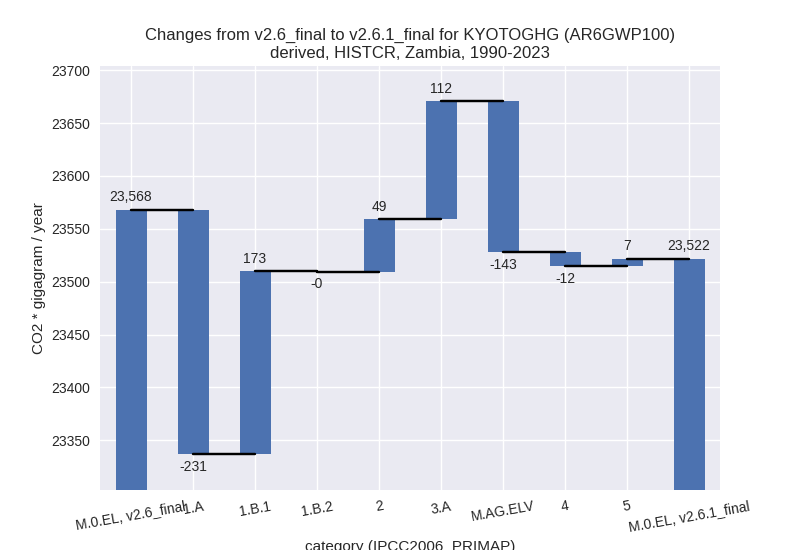 Changes from v2.6_final to v2.6.1_final for KYOTOGHG (AR6GWP100)
derived, HISTCR, Zambia, 1990-2023
CO2 * gigagram / year
23700
23650
23600
23550
23500
23450
23400
23350
23,568
-231
173
-0
49
112
-143
-12
7
23,522
M.0.EL, v2.6_final
1.A
1.B.1
1.B.2
2
3.A
M.AG.ELV
4
5
M.0.EL, v2.6.1_final
category (IPCC2006_PRIMAP)